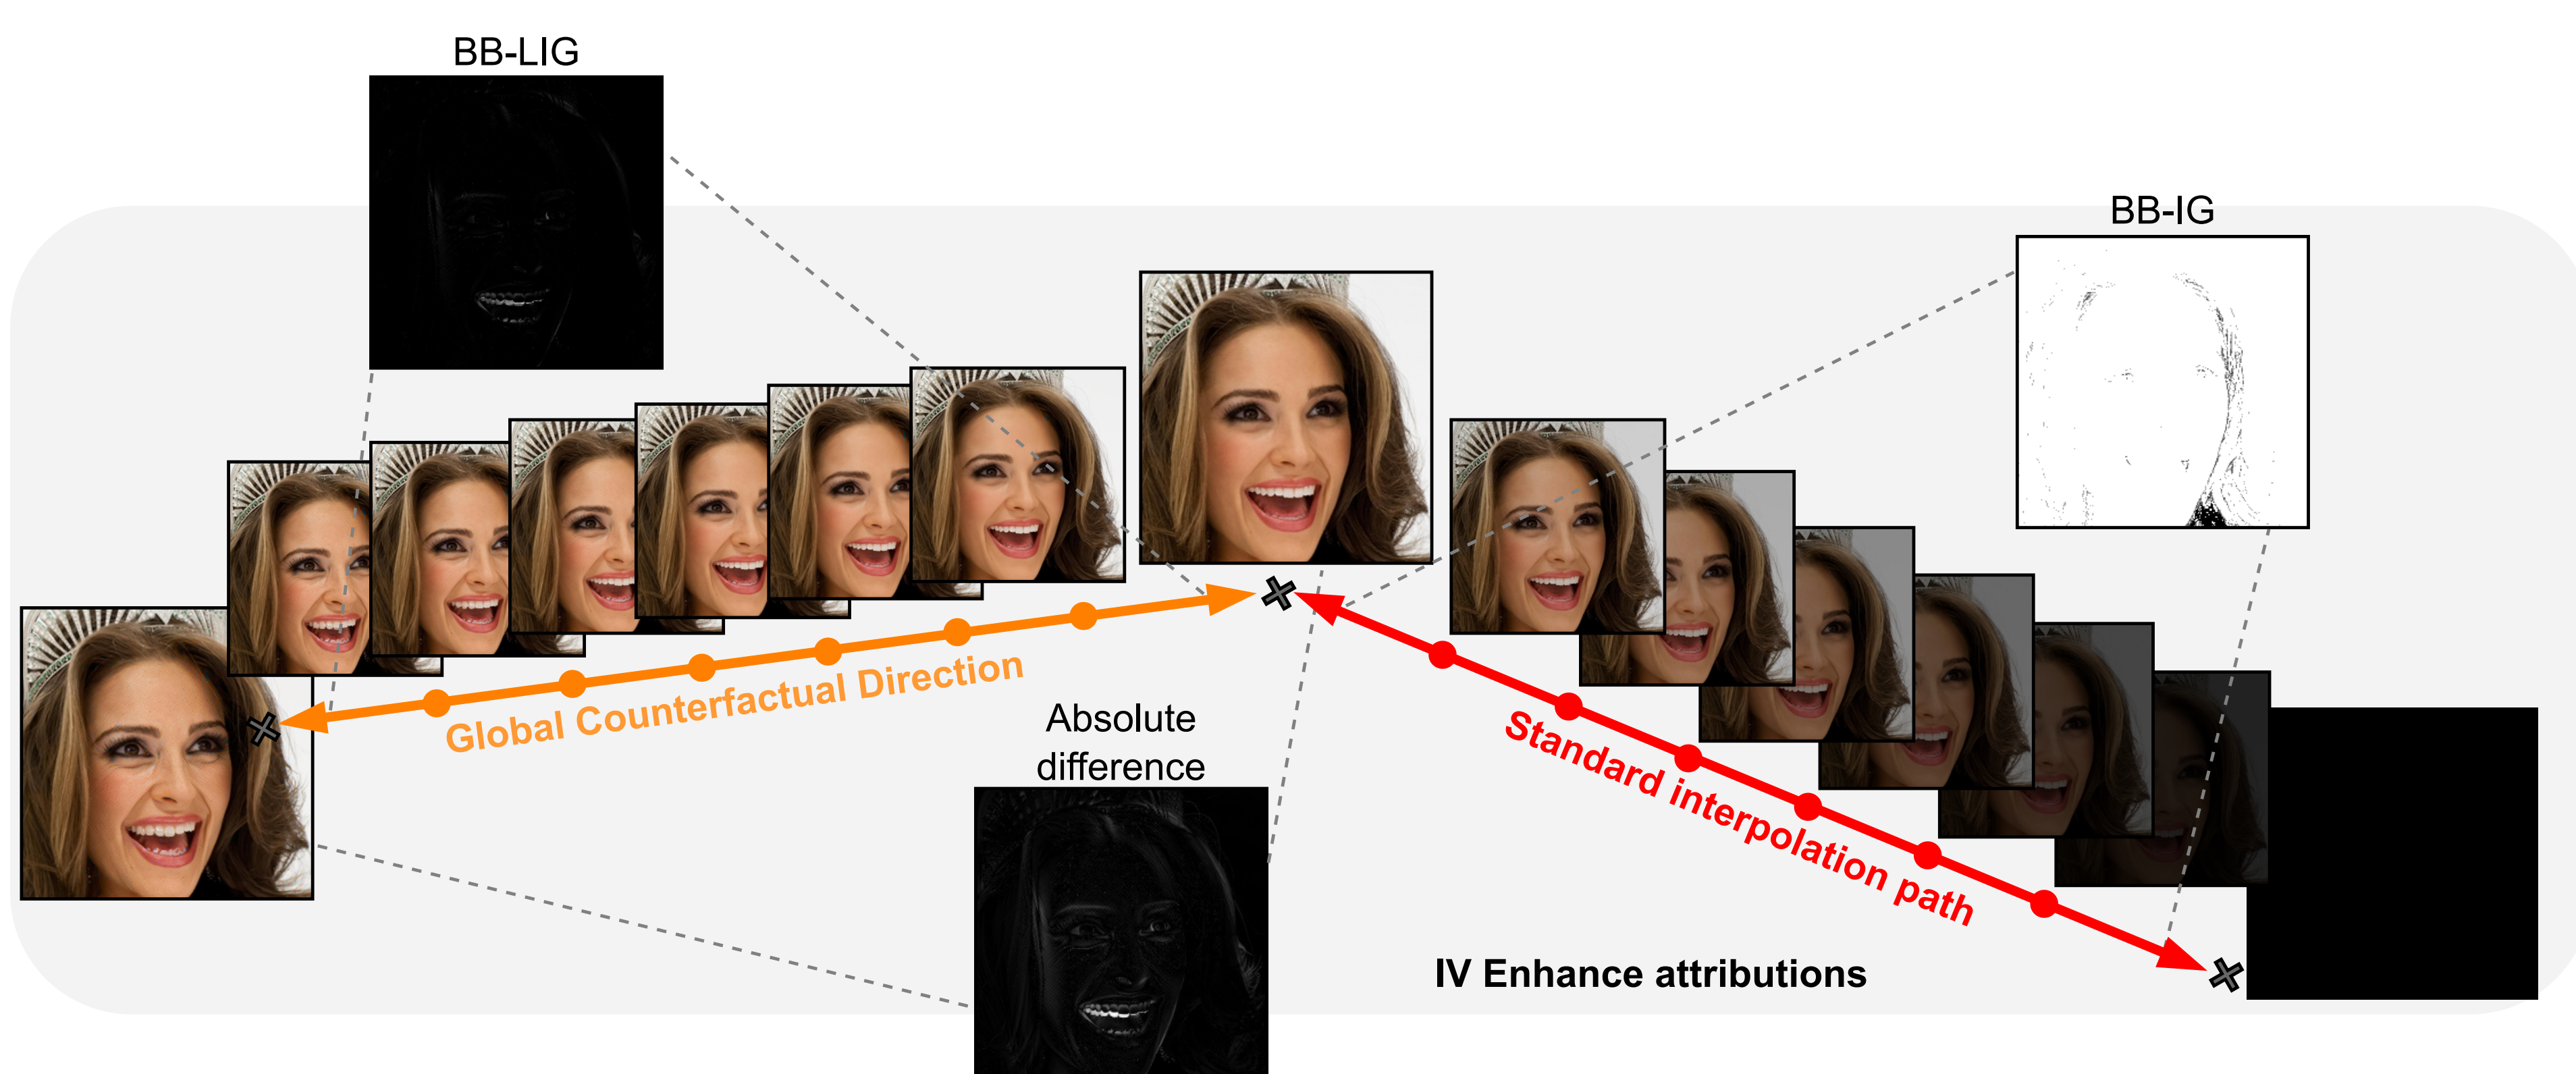 BB-LIG
BB-IG
Global Counterfactual Direction
Absolute
difference
Standard interpolation path
IV Enhance attributions